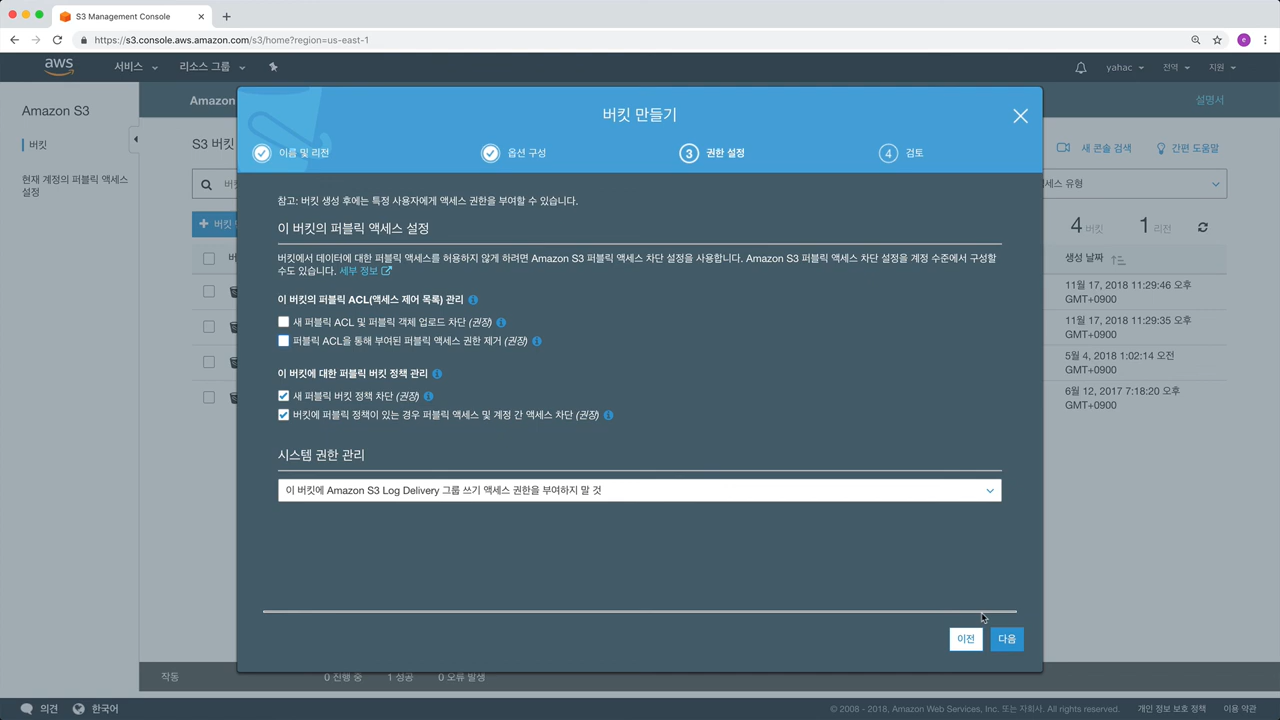 S3 Management Console
https://s3.console.aws.amazon.com/s3/home?region=us-east-1
e
aws
서비스
리소스 그룹
yahac
전역
지원
Amazon S3
버킷
현재 계정의 퍼블릭 액세스
설정
Amazon
설명서
S3 버킷
새 콘솔 검색
간편 도움말
4 버킷
1 리전
생성 날짜
11월 17, 2018 11:29:46 오후
GMT+0900
11월 17, 2018 11:29:35 오후
GMT+0900
5월 4, 2018 1:02:14 오전
GMT+0900
6월 12, 2017 7:18:20 오후
GMT+0900
버킷 만들기
이름 및 리전
옵션 구성
3 권한 설정
4 검토
참고: 버킷 생성 후에는 특정 사용자에게 액세스 권한을 부여할 수 있습니다.
이 버킷의 퍼블릭 액세스 설정
버킷에서 데이터에 대한 퍼블릭 액세스를 허용하지 않게 하려면 Amazon S3 퍼블릭 액세스 차단 설정을 사용합니다. Amazon S3 퍼블릭 액세스 차단 설정을 계정 수준에서 구성할
수도 있습니다. 세부 정보
이 버킷의 퍼블릭 ACL(액세스 제어 목록) 관리
새 퍼블릭 ACL 및 퍼블릭 객체 업로드 차단 (권장)
퍼블릭 ACL을 통해 부여된 퍼블릭 액세스 권한 제거 (권장)
이 버킷에 대한 퍼블릭 버킷 정책 관리
새 퍼블릭 버킷 정책 차단 (권장)
버킷에 퍼블릭 정책이 있는 경우 퍼블릭 액세스 및 계정 간 액세스 차단 (권장)
시스템 권한 관리
이 버킷에 Amazon S3 Log Delivery 그룹 쓰기 액세스 권한을 부여하지 말 것
이전
다음
작동
0 진행 중
1 성공
0 오류 발생
의견
한국어
© 2008 - 2018, Amazon Web Services, Inc. 또는 자회사. All rights reserved.
개인 정보 보호 정책
이용 약관